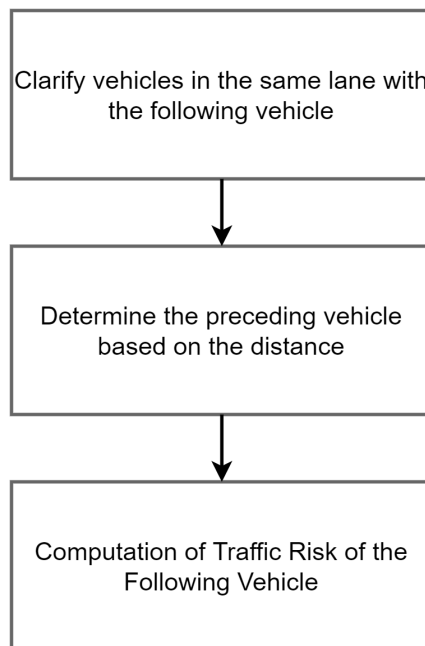 Clarify vehicles in the same lane with
the following vehicle
Determine the preceding vehicle
based on the distance
Computation of Traffic Risk of the
Following Vehicle